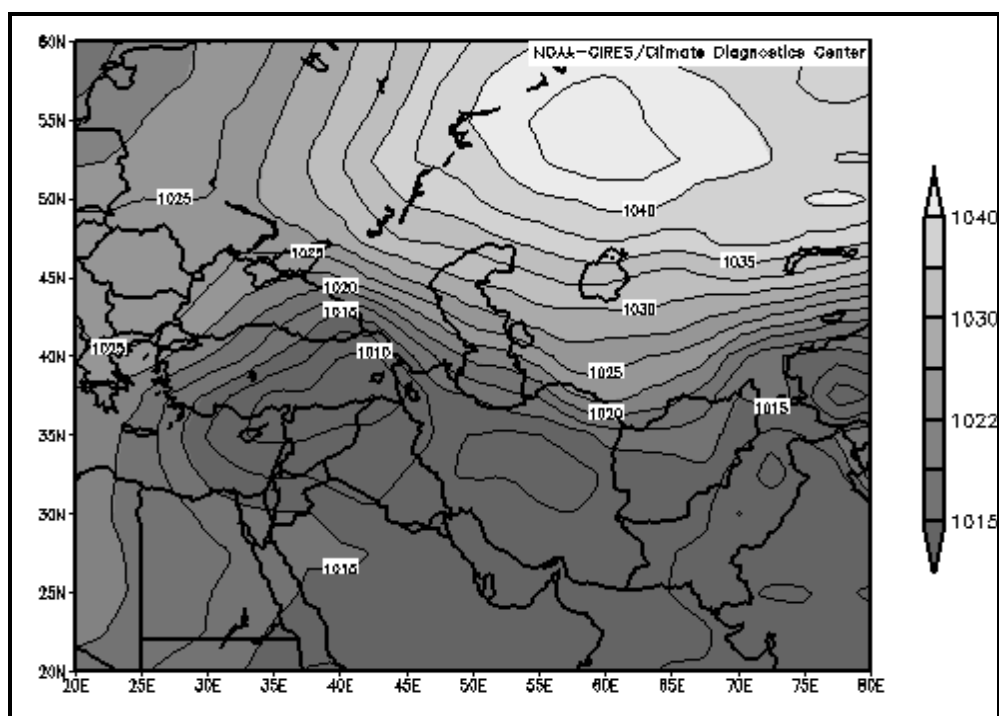 60N
NOAA-CIRES/Climate Diagnostics Center
55N
50N
1025
1040
1040
45N
1025
1035
1020
1030
1015
1030
40N
1025
1010
1025
1020
1015
1022
35N
30N
1015
1015
25N
20N
20E 25E 30E 35E 40E 45E 50E 55E 60E 65E 70E 75E 80E